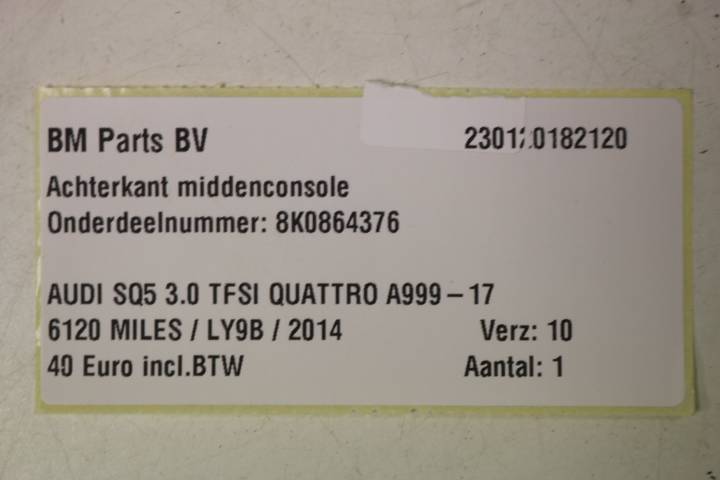 BM Parts BV 230120182120
Achterkant middenconsole
Onderdeelnummer: 8K0864376
AUDI SQ5 3.0 TFSI QUATTRO A999 – 17
6120 MILES / LY9B / 2014 Verz: 10
40 Euro incl.BTW Aantal: 1